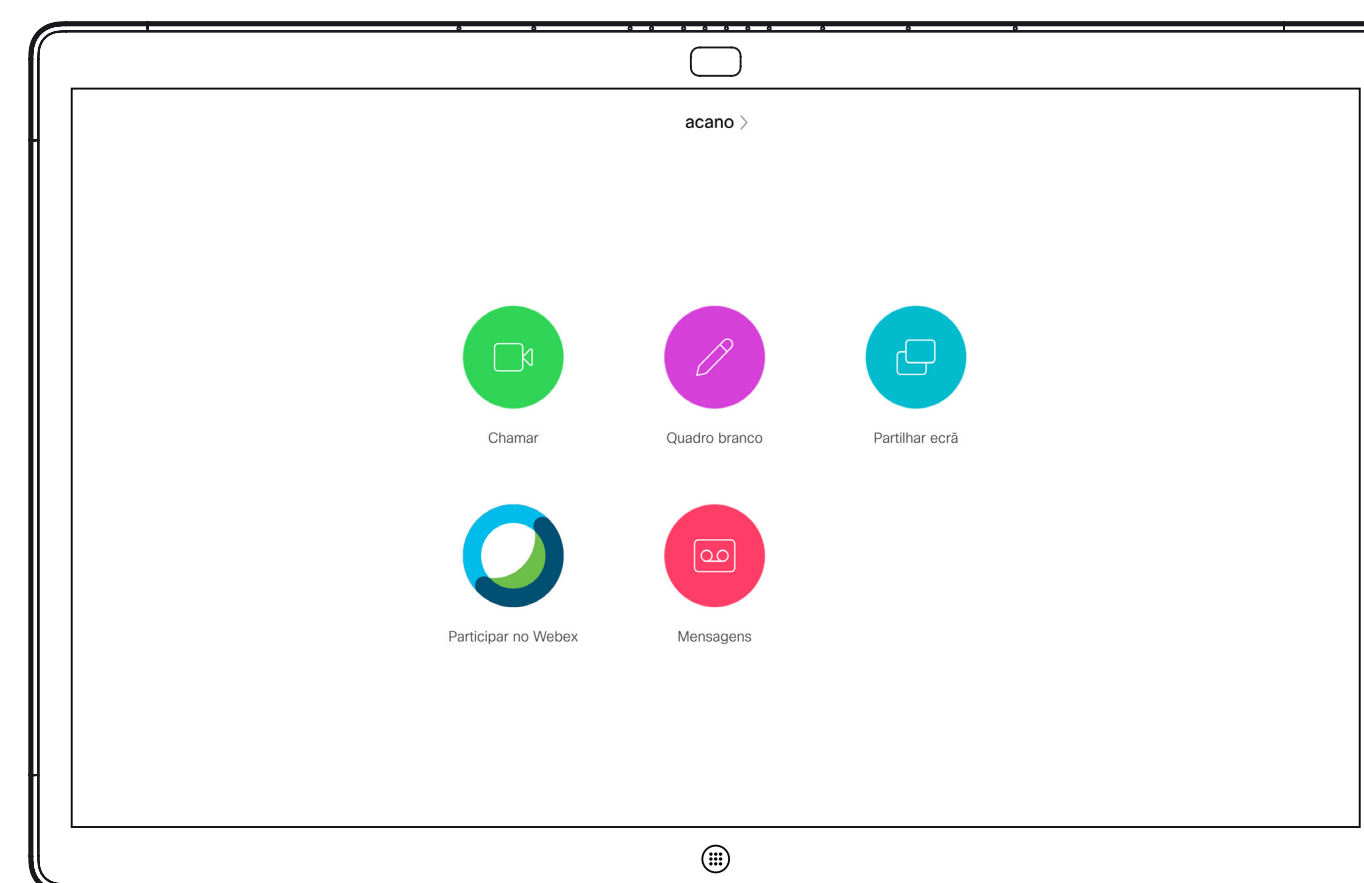 acano
Chamar
Quadro branco
Partilhar ecrã
Participar no Webex
Mensagens